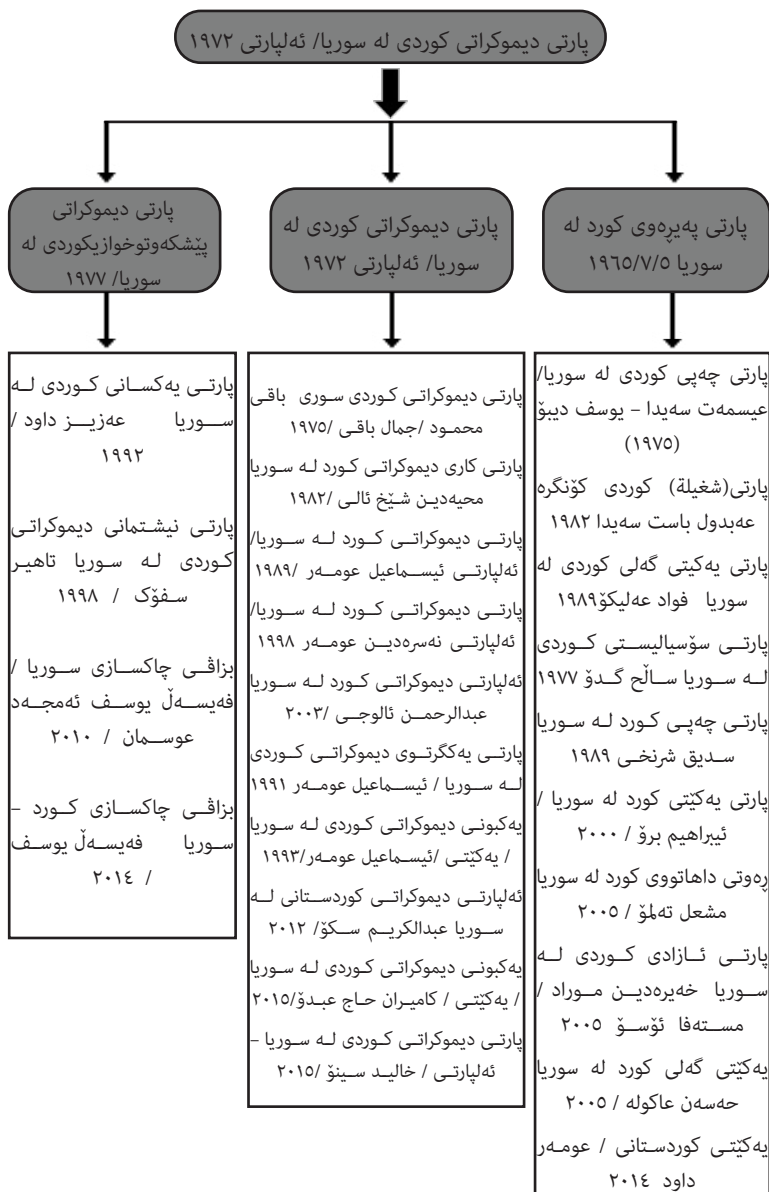 پارتی دیموکراتی کوردی لە سوریا/ ئەلپارتی ١٩٧٢
پارتی پەیڕەوی کورد لە
سوریا ١٩٦٥/٧/٥
پارتی دیموکراتی کوردی لە
سوریا/ ئەلپارتی ١٩٧٢
پارتی دیموکراتی
پێشکەوتوخوازیکوردی لە
سوریا/ ١٩٧٧
پارتی چەپی کوردی لە سوریا/
عیسمەت سەیدا – یوسف دیبۆ
(١٩٧٥)
پارتی(شغیلة) کوردی کۆنگرە
عەبدول باست سەیدا ١٩٨٢
پارتی یەکیتی گەلی کوردی لە
سوریا فواد عەلیکۆ١٩٨٩
پارتی سۆسیالیستی کوردی
لە سوریا ساڵح گدۆ ١٩٧٧
پارتی چەپی کورد لە سوریا
سدیق شرنخی ١٩٨٩
پارتی یەکێتی کورد لە سوریا /
ئیبراهیم برۆ / ٢٠٠٠
ڕەوتی داهاتووی کورد لە سوریا
مشعل تەلمۆ / ٢٠٠٥
پارتی ئازادی کوردی لە
سوریا خەیرەدین موراد /
مستەفا ئۆسۆ ٢٠٠٥
یەکێتی گەلی کورد لە سوریا
حەسەن عاکولە / ٢٠٠٥
یەکێتی کوردستانی / عومەر
داود ٢٠١٤
پارتی دیموکراتی کوردی سوری باقی
محمود /جمال باقی /١٩٧٥
پارتی کاری دیموکراتی کورد لە سوریا
محیەدین شێخ ئالی /١٩٨٢
پارتی دیموکراتی کورد لە سوریا/
ئەلپارتی ئیسماعیل عومەر /١٩٨٩
پارتی دیموکراتی کورد لە سوریا/
ئەلپارتی نەسرەدین عومەر ١٩٩٨
ئەلپارتی دیموکراتی کورد لە سوریا
عبدالرحمن ئالوجی /٢٠٠٣
پارتی یەکگرتوی دیموکراتی کوردی
لە سوریا / ئیسماعیل عومەر ١٩٩١
یەکبونی دیموکراتی کوردی لە سوریا
/ یەکێتی /ئیسماعیل عومەر/١٩٩٣
ئەلپارتی دیموکراتی کوردستانی لە
سوریا عبدالکریم سکۆ/ ٢٠١٢
یەکبونی دیموکراتی کوردی لە سوریا
/ یەکێتی / کامیران حاج عبدۆ/٢٠١٥
پارتی دیموکراتی کوردی لە سوریا –
ئەلپارتی / خالید سینۆ /٢٠١٥
پارتی یەکسانی کوردی لە
سوریا عەزیز داود /
١٩٩٢
پارتی نیشتمانی دیموکراتی
کوردی لە سوریا تاهیر
سفۆک / ١٩٩٨
بزاڤی چاکسازی سوریا /
فەیسەڵ یوسف ئەمجەد
عوسمان / ٢٠١٠
بزاڤی چاکسازی کورد –
سوریا فەیسەڵ یوسف
/ ٢٠١٤